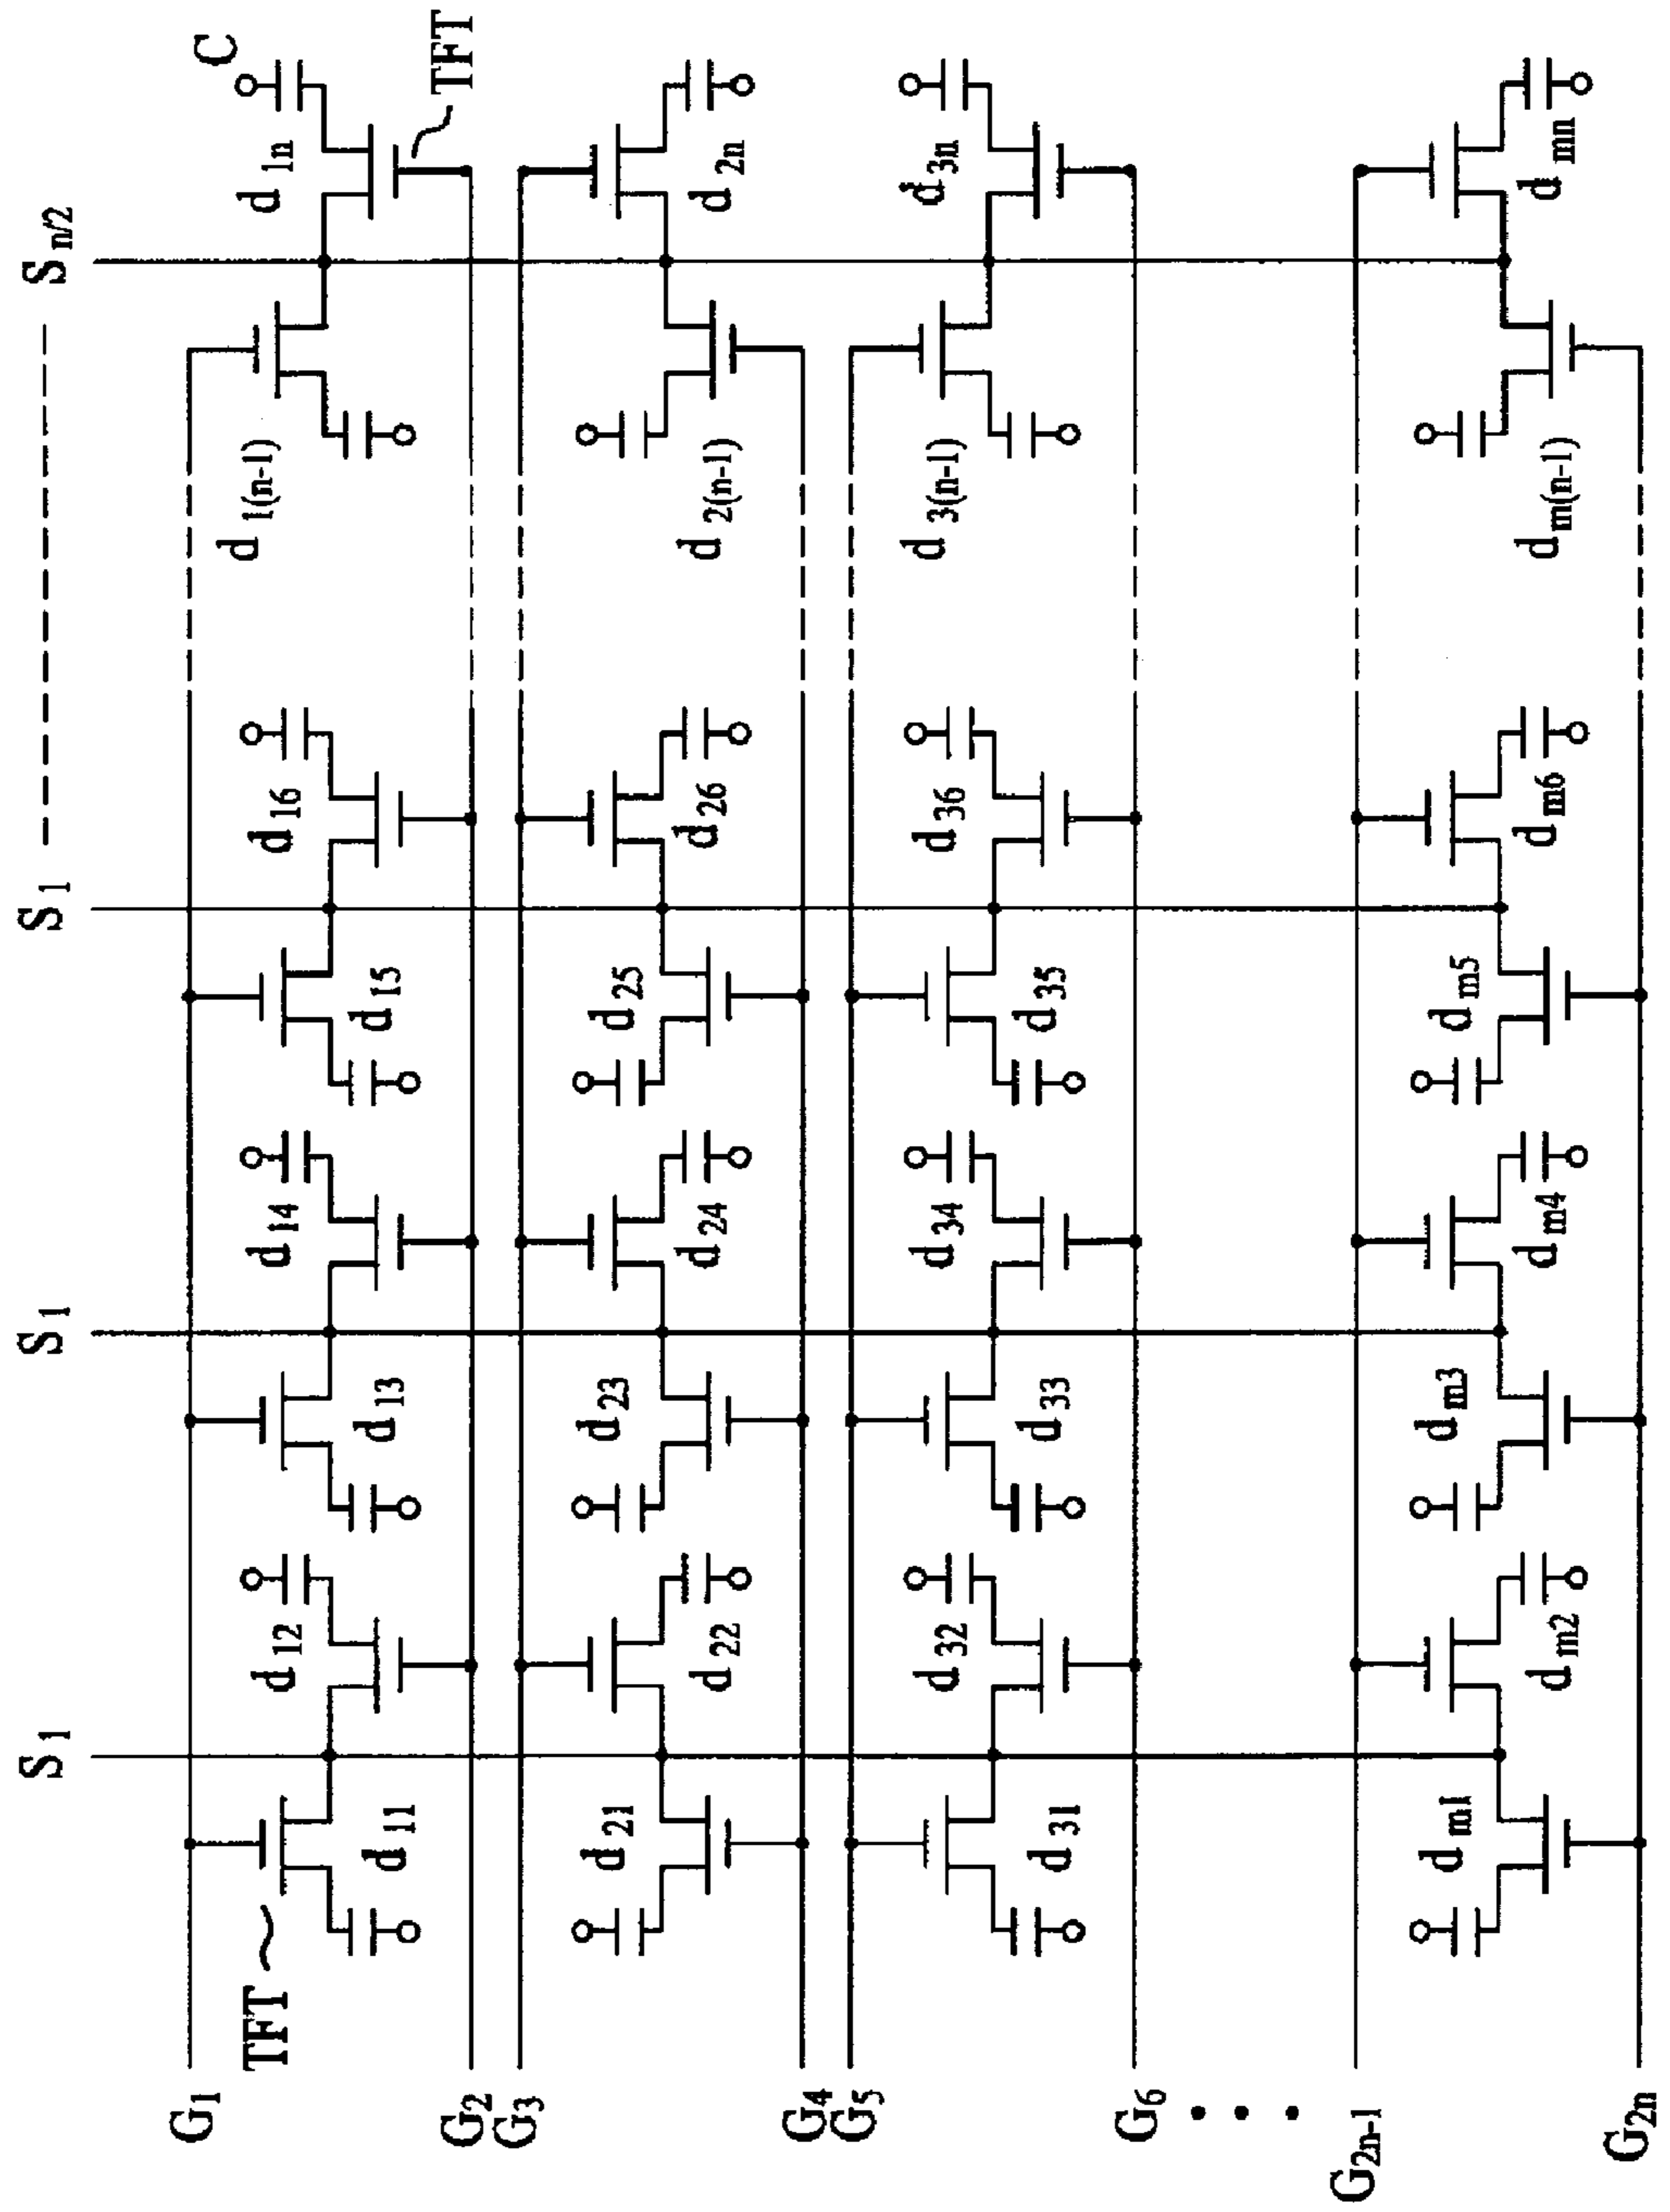 S₁ S₁ S₁ Sₙ/₂
G₁
TFT
d₁₂ d₁₄ d₁₆ d₁ₙ C
d₁₁ d₁₃ d₁₅ d₁₍ₙ₋₁₎ TFT
G₂
G₃
d₂₁ d₂₃ d₂₅ d₂₍ₙ₋₁₎
d₂₂ d₂₄ d₂₆ d₂ₙ
G₄
G₅
d₃₂ d₃₄ d₃₆ d₃ₙ
d₃₁ d₃₃ d₃₅ d₃₍ₙ₋₁₎
G₆
G₂ₙ₋₁
dₘ₁ dₘ₃ dₘ₅ dₘ₍ₙ₋₁₎
dₘ₂ dₘ₄ dₘ₆ dₘₙ
G₂ₙ